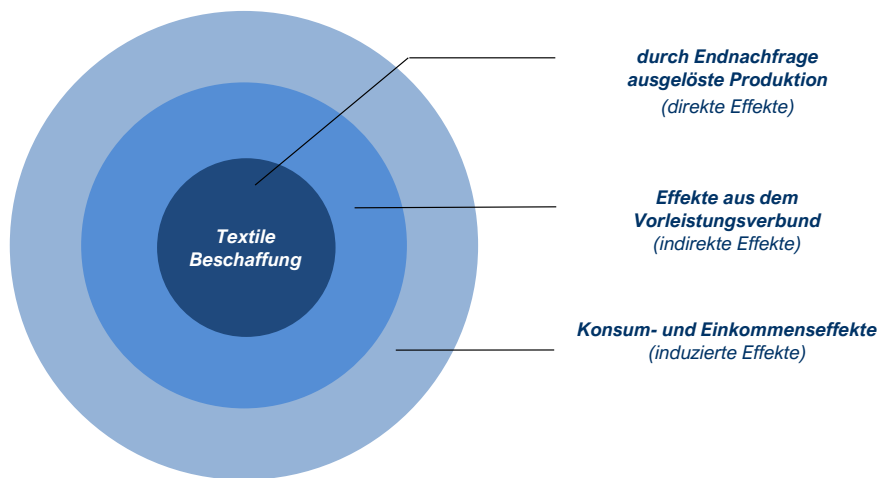 durch Endnachfrage
ausgelöste Produktion
(direkte Effekte)
Effekte aus dem
Vorleistungsverbund
(indirekte Effekte)
Textile
Beschaffung
Konsum- und Einkommenseffekte
(induzierte Effekte)